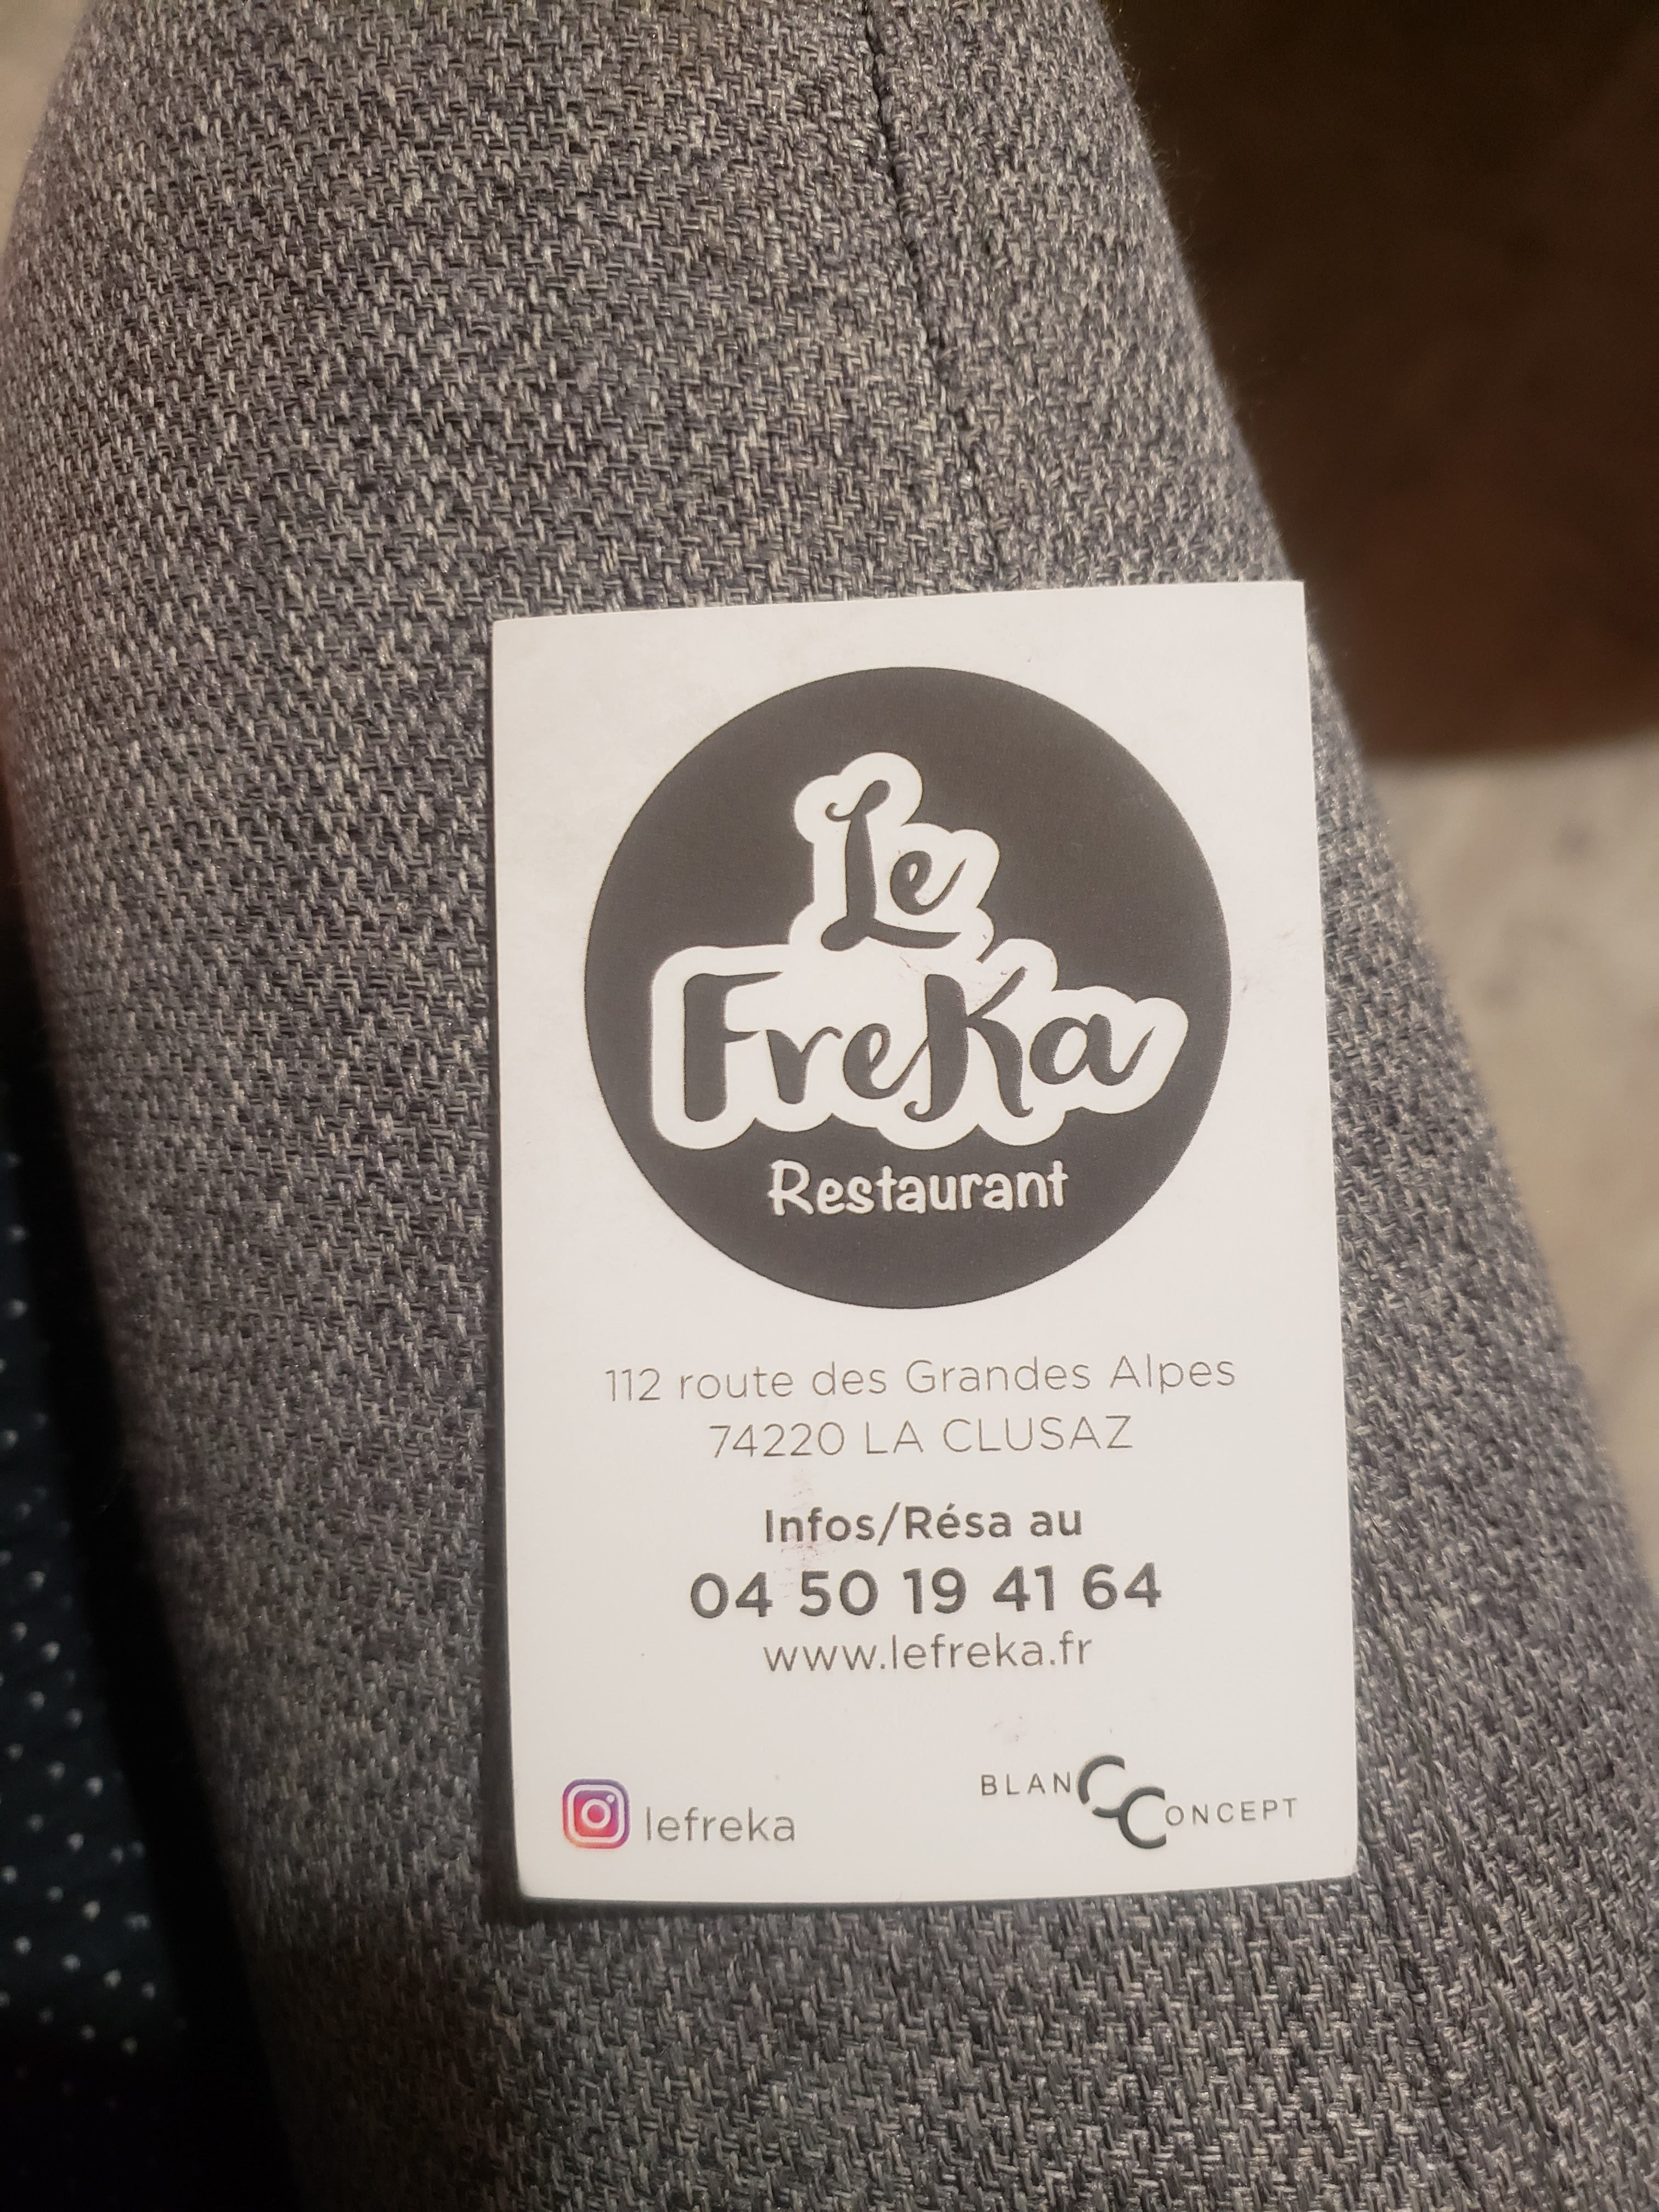 Le
FreKa
Restaurant
112 route des Grandes Alpes
74220 LA CLUSAZ
Infos/Résa au
04 50 19 41 64
www.lefreka.fr
lefreka
BLANC CONCEPT